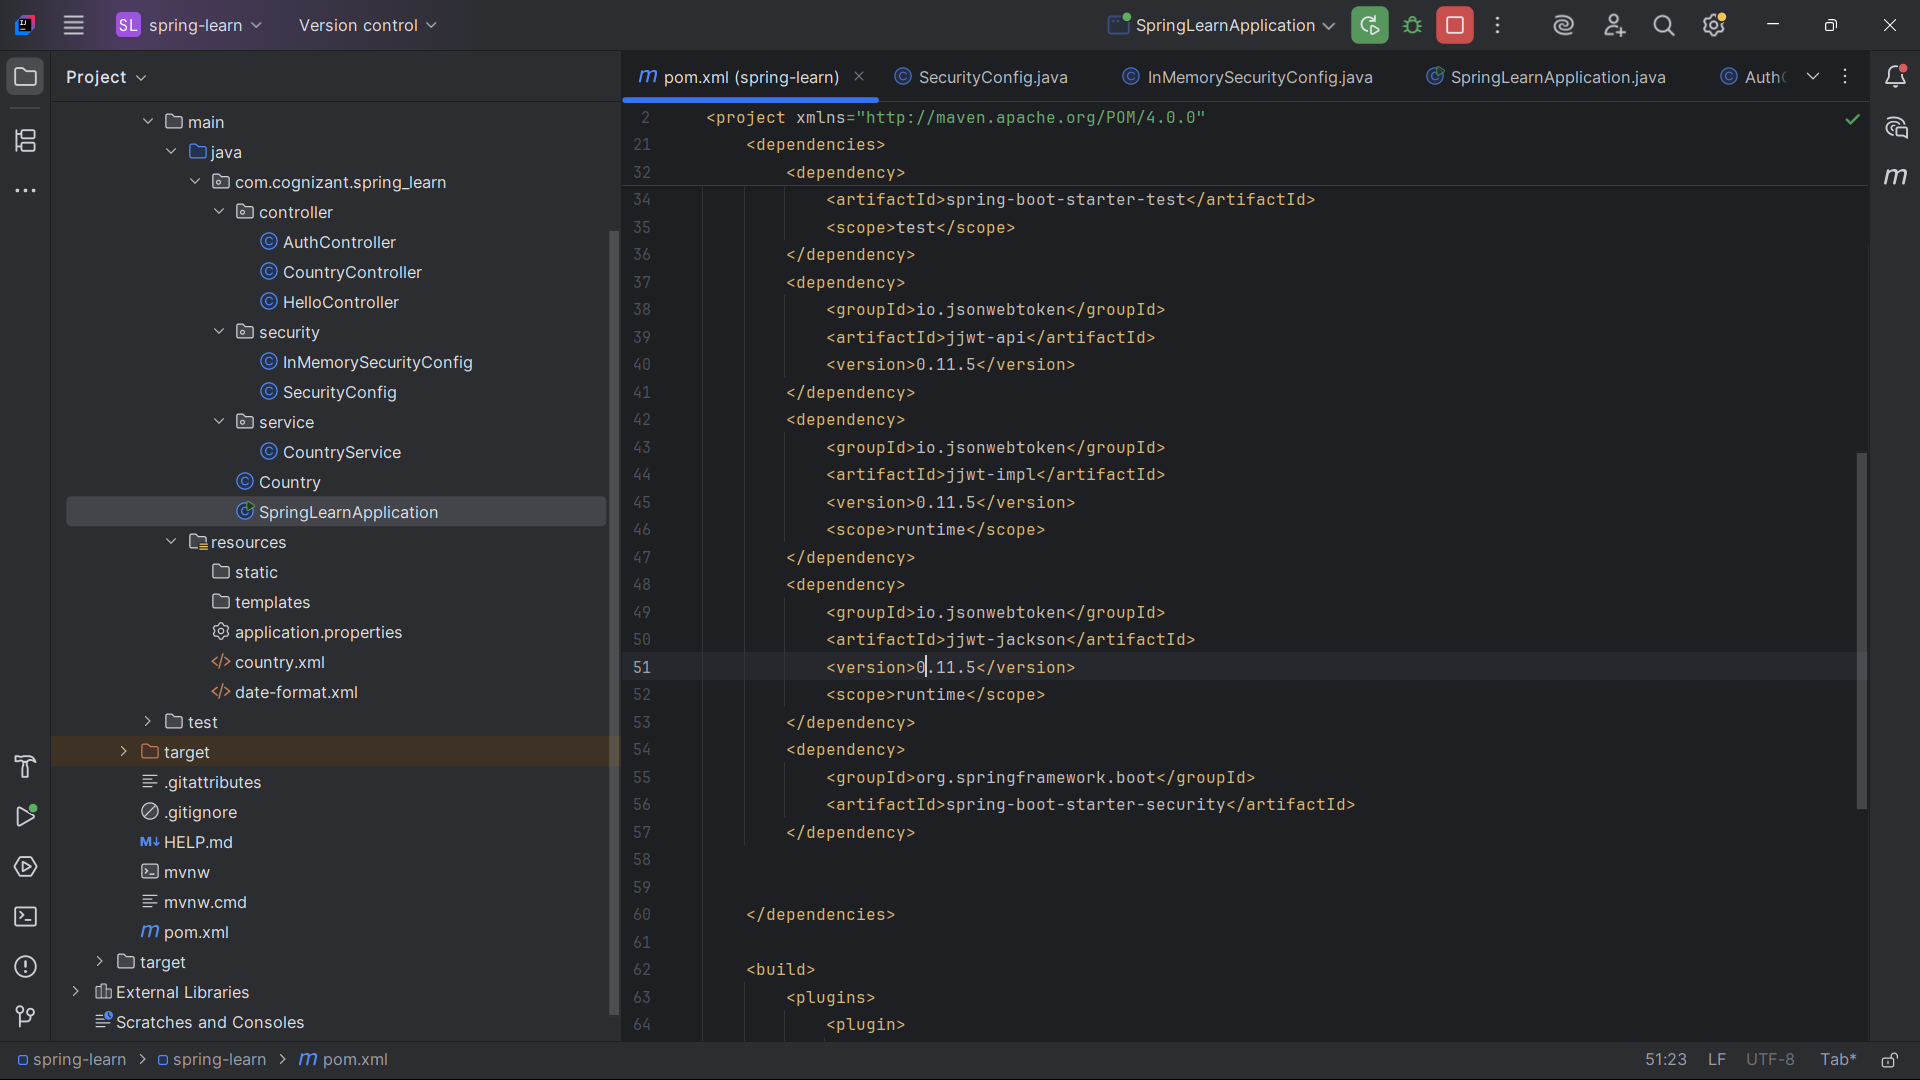 SL spring-learn Version control SpringLearnApplication
Project
pom.xml (spring-learn) SecurityConfig.java InMemorySecurityConfig.java SpringLearnApplication.java Auth
main
java
com.cognizant.spring_learn
controller
AuthController
CountryController
HelloController
security
InMemorySecurityConfig
SecurityConfig
service
CountryService
Country
SpringLearnApplication
resources
static
templates
application.properties
country.xml
date-format.xml
test
target
.gitattributes
.gitignore
M↓ HELP.md
mvnw
mvnw.cmd
m pom.xml
target
External Libraries
Scratches and Consoles
2 <project xmlns="http://maven.apache.org/POM/4.0.0"
21 <dependencies>
32 <dependency>
34 <artifactId>spring-boot-starter-test</artifactId>
35 <scope>test</scope>
36 </dependency>
37 <dependency>
38 <groupId>io.jsonwebtoken</groupId>
39 <artifactId>jjwt-api</artifactId>
40 <version>0.11.5</version>
41 </dependency>
42 <dependency>
43 <groupId>io.jsonwebtoken</groupId>
44 <artifactId>jjwt-impl</artifactId>
45 <version>0.11.5</version>
46 <scope>runtime</scope>
47 </dependency>
48 <dependency>
49 <groupId>io.jsonwebtoken</groupId>
50 <artifactId>jjwt-jackson</artifactId>
51 <version>0.11.5</version>
52 <scope>runtime</scope>
53 </dependency>
54 <dependency>
55 <groupId>org.springframework.boot</groupId>
56 <artifactId>spring-boot-starter-security</artifactId>
57 </dependency>
58
59
60 </dependencies>
61
62 <build>
63 <plugins>
64 <plugin>
spring-learn > spring-learn > m pom.xml 51:23 LF UTF-8 Tab*